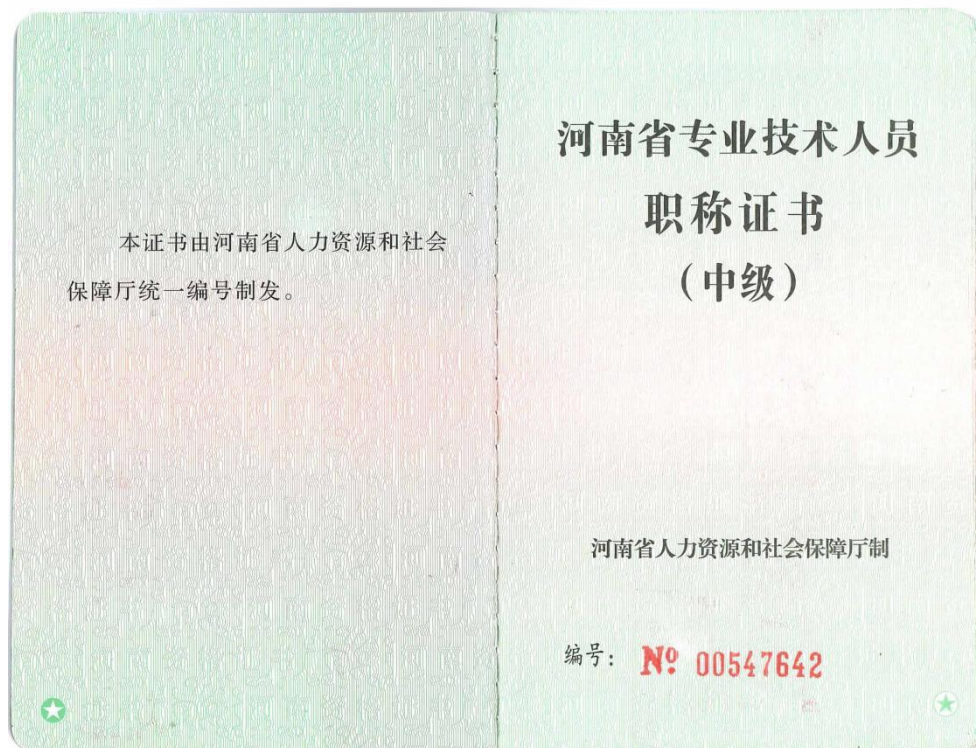 本证书由河南省人力资源和社会
保障厅统一编号制发。
河南省专业技术人员
职称证书
（中级）
河南省人力资源和社会保障厅制
编号： № 00547642